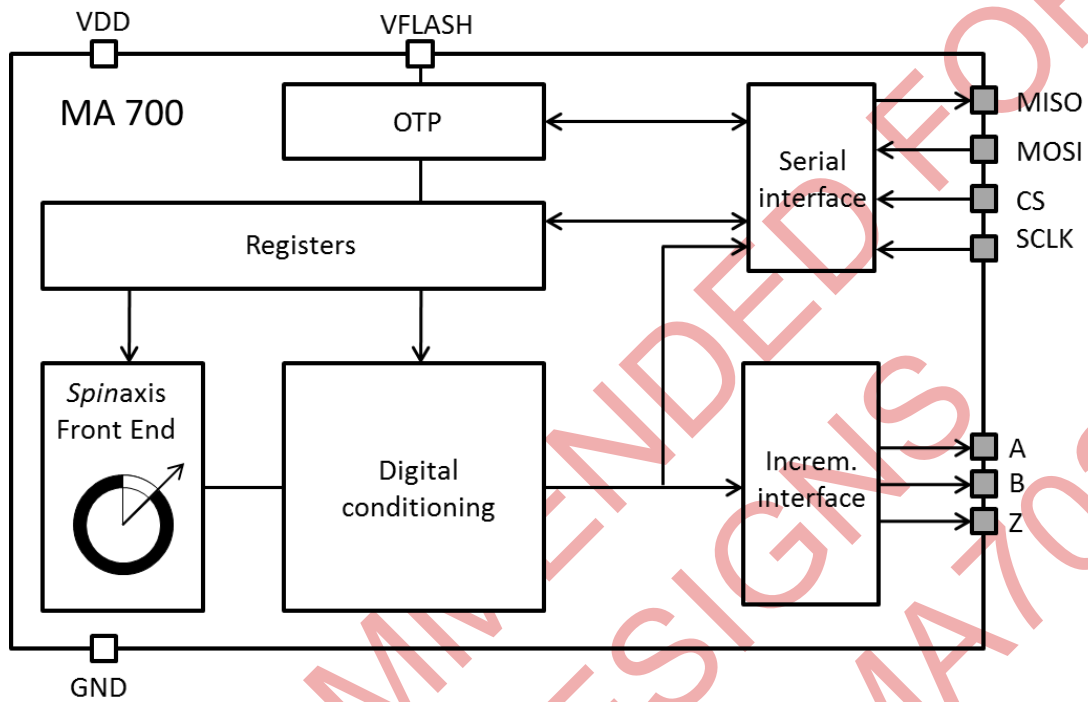 VDD
VFLASH
MA 700
OTP
Serial
interface
MISO
MOSI
CS
SCLK
Registers
Spinaxis
Front End
Digital
conditioning
Increm.
interface
A
B
Z
GND